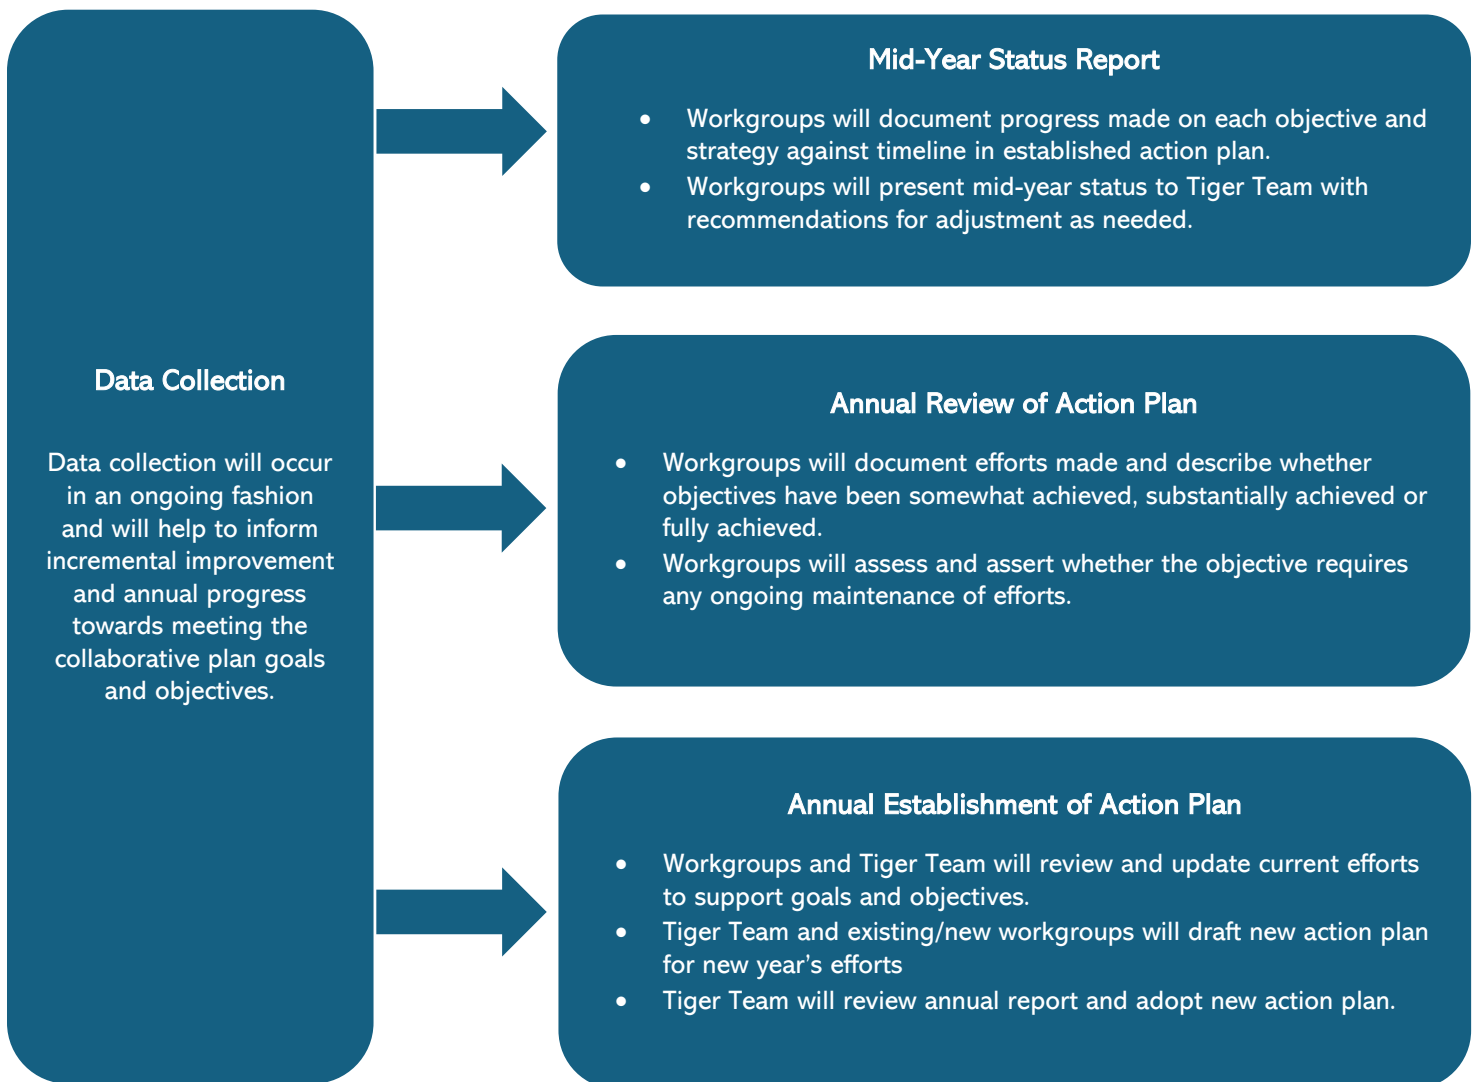 Data Collection
Data collection will occur
in an ongoing fashion
and will help to inform
incremental improvement
and annual progress
towards meeting the
collaborative plan goals
and objectives.
Mid-Year Status Report
• Workgroups will document progress made on each objective and
strategy against timeline in established action plan.
• Workgroups will present mid-year status to Tiger Team with
recommendations for adjustment as needed.
Annual Review of Action Plan
• Workgroups will document efforts made and describe whether
objectives have been somewhat achieved, substantially achieved or
fully achieved.
• Workgroups will assess and assert whether the objective requires
any ongoing maintenance of efforts.
Annual Establishment of Action Plan
• Workgroups and Tiger Team will review and update current efforts
to support goals and objectives.
• Tiger Team and existing/new workgroups will draft new action plan
for new year’s efforts
• Tiger Team will review annual report and adopt new action plan.